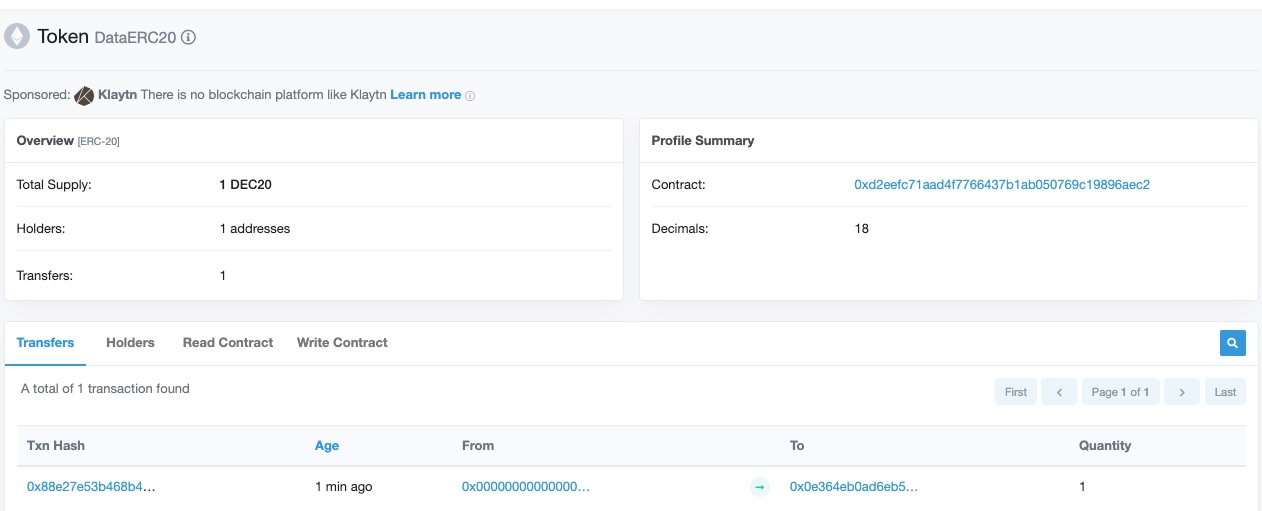 Token DataERC20
Sponsored: Klaytn There is no blockchain platform like Klaytn Learn more
Overview [ERC-20]
Total Supply: 1 DEC20
Holders: 1 addresses
Transfers: 1
Profile Summary
Contract: 0xd2eefc71aad4f7766437b1ab050769c19896aec2
Decimals: 18
Transfers Holders Read Contract Write Contract
A total of 1 transaction found
First < Page 1 of 1 > Last
Txn Hash Age From To Quantity
0x88e27e53b468b4... 1 min ago 0x00000000000000... → 0x0e364eb0ad6eb5... 1